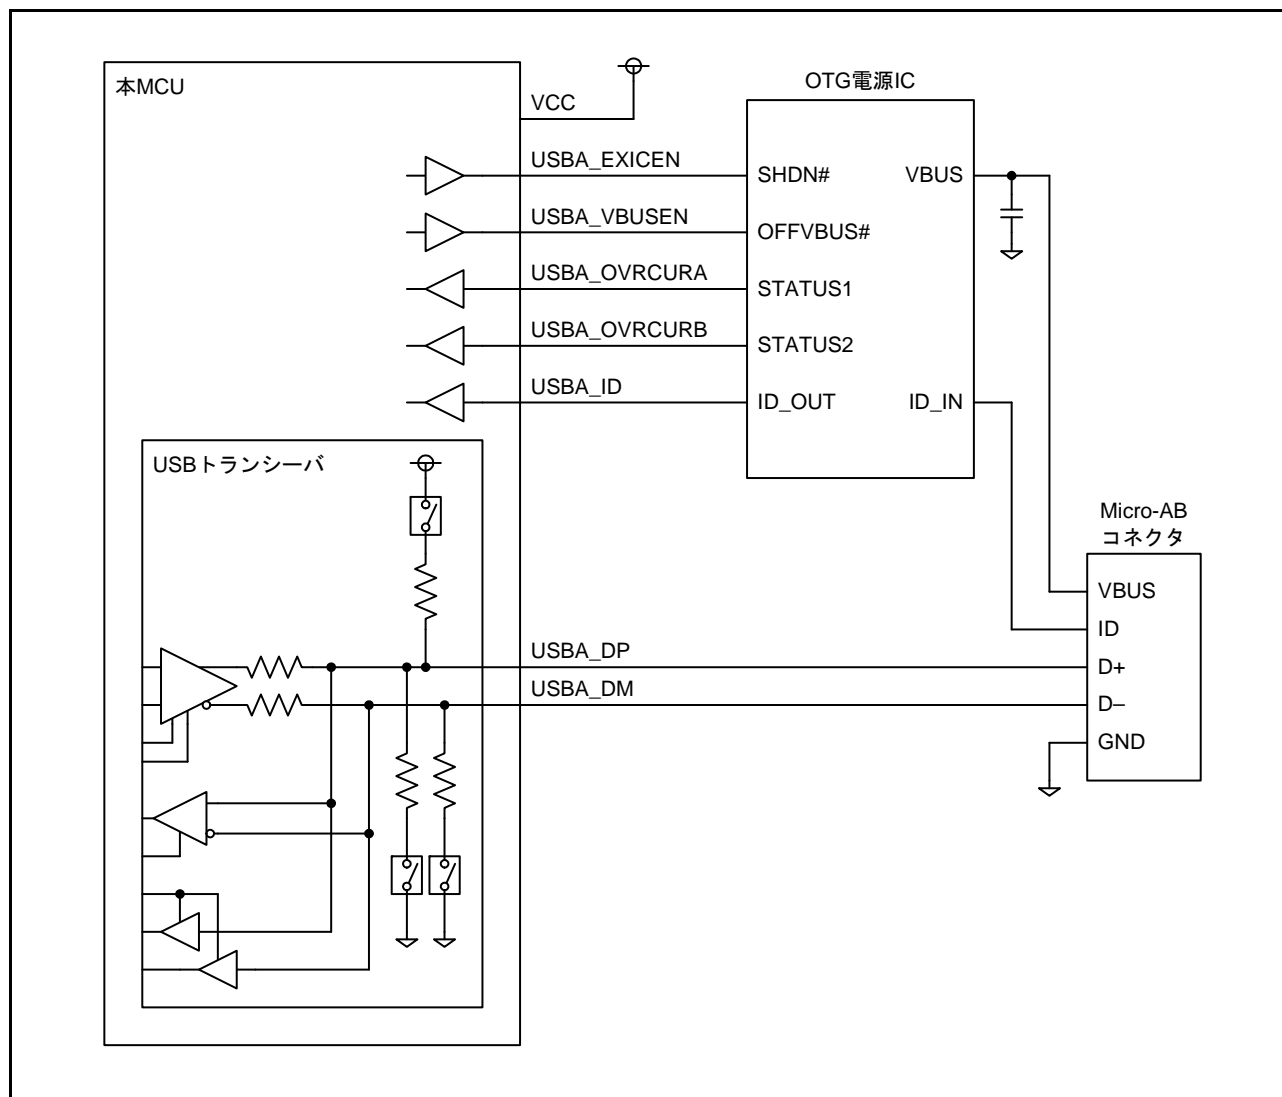 本MCU
VCC
OTG電源IC
USBA_EXICEN
SHDN#
VBUS
USBA_VBUSEN
OFFVBUS#
USBA_OVRCURA
STATUS1
USBA_OVRCURB
STATUS2
USBA_ID
ID_OUT
ID_IN
USBトランシーバ
Micro-AB
コネクタ
VBUS
ID
USBA_DP
D+
USBA_DM
D−
GND